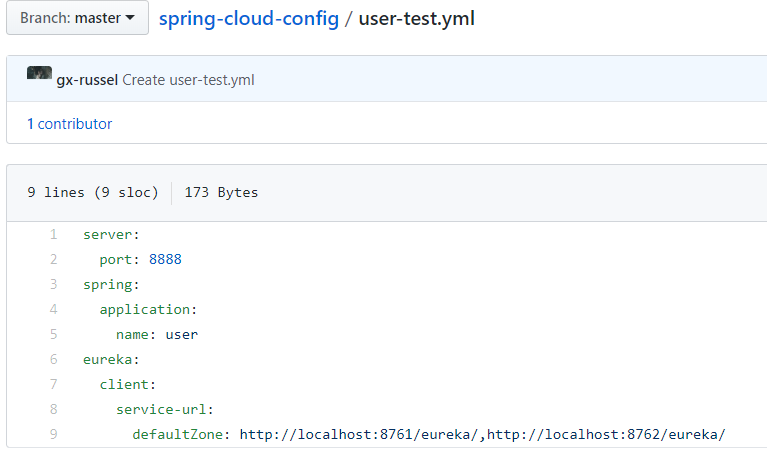 Branch: master spring-cloud-config / user-test.yml
gx-russel Create user-test.yml
1 contributor
9 lines (9 sloc) 173 Bytes
1 server:
2   port: 8888
3 spring:
4   application:
5     name: user
6 eureka:
7   client:
8     service-url:
9       defaultZone: http://localhost:8761/eureka/,http://localhost:8762/eureka/